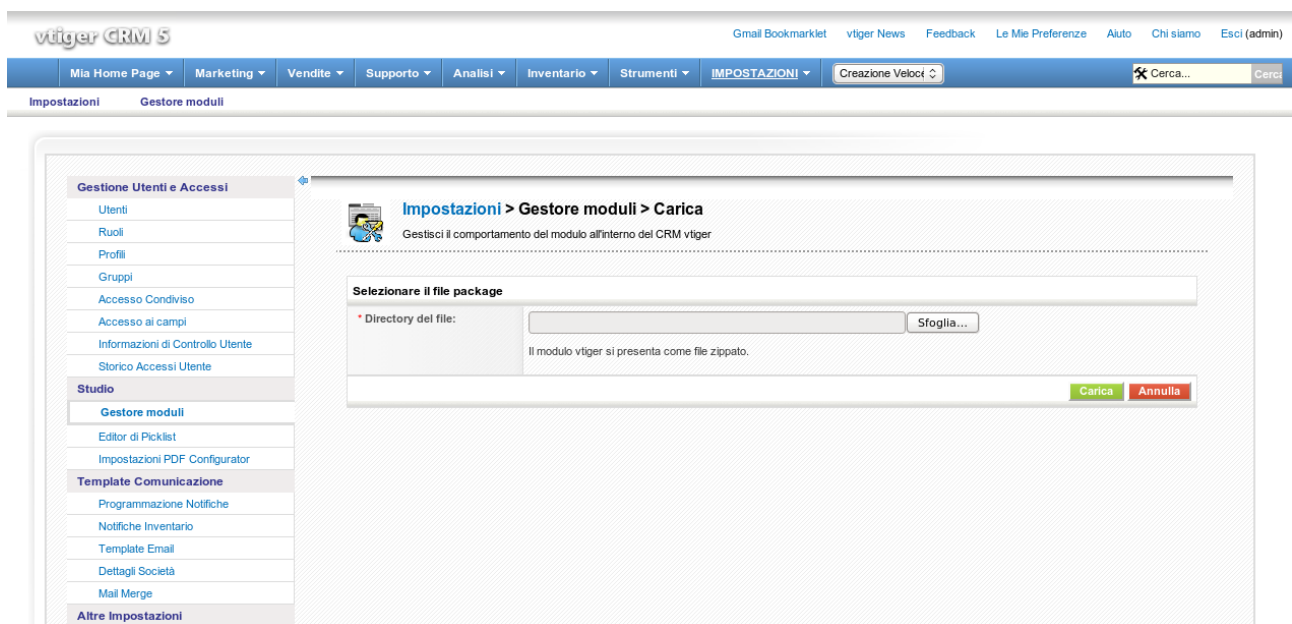 vtiger CRM 5
Gmail Bookmarklet vtiger News Feedback Le Mie Preferenze Aiuto Chi siamo Esci (admin)
Mia Home Page Marketing Vendite Supporto Analisi Inventario Strumenti IMPOSTAZIONI Creazione Veloce Cerca... Cerca
Impostazioni Gestore moduli
Gestione Utenti e Accessi
Utenti
Ruoli
Profili
Gruppi
Accesso Condiviso
Accesso ai campi
Informazioni di Controllo Utente
Storico Accessi Utente
Studio
Gestore moduli
Editor di Picklist
Impostazioni PDF Configurator
Template Comunicazione
Programmazione Notifiche
Notifiche Inventario
Template Email
Dettagli Società
Mail Merge
Altre Impostazioni
Impostazioni > Gestore moduli > Carica
Gestisci il comportamento del modulo all'interno del CRM vtiger
Selezionare il file package
* Directory del file:
Sfoglia...
Il modulo vtiger si presenta come file zippato.
Carica Annulla